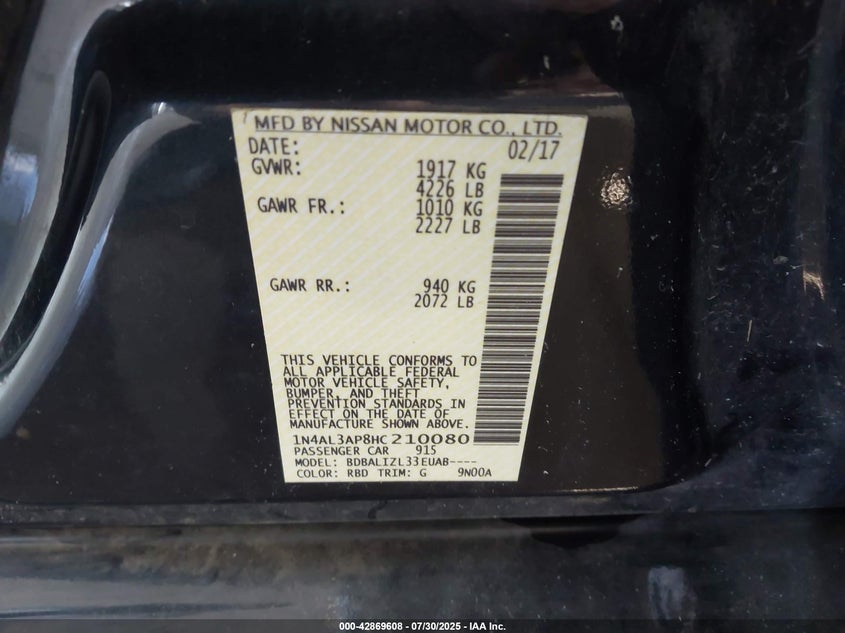 MFD BY NISSAN MOTOR CO., LTD.
DATE: 02/17
GVWR: 1917 KG
4226 LB
GAWR FR.: 1010 KG
2227 LB
GAWR RR.: 940 KG
2072 LB
THIS VEHICLE CONFORMS TO
ALL APPLICABLE FEDERAL
MOTOR VEHICLE SAFETY,
BUMPER, AND THEFT
PREVENTION STANDARDS IN
EFFECT ON THE DATE OF
MANUFACTURE SHOWN ABOVE.
1N4AL3AP8HC210080
PASSENGER CAR 915
MODEL: BDBALIZL33EUAB----
COLOR: RBD TRIM: G 9N00A
000-42869608 - 07/30/2025 - IAA Inc.